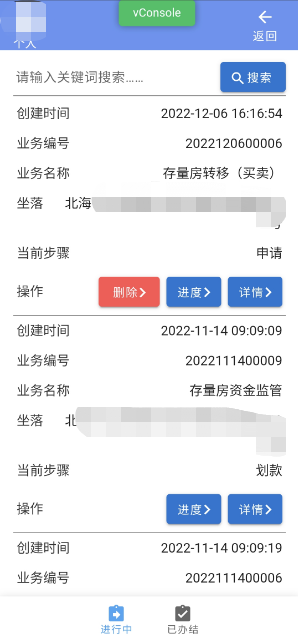 vConsole
个人
返回
请输入关键词搜索…… 搜索
创建时间 2022-12-06 16:16:54
业务编号 2022120600006
业务名称 存量房转移（买卖）
坐落 北海
当前步骤 申请
操作 删除 进度 详情
创建时间 2022-11-14 09:09:09
业务编号 2022111400009
业务名称 存量房资金监管
坐落 北
当前步骤 划款
操作 进度 详情
创建时间 2022-11-14 09:09:19
业务编号 2022111400006
进行中 已办结